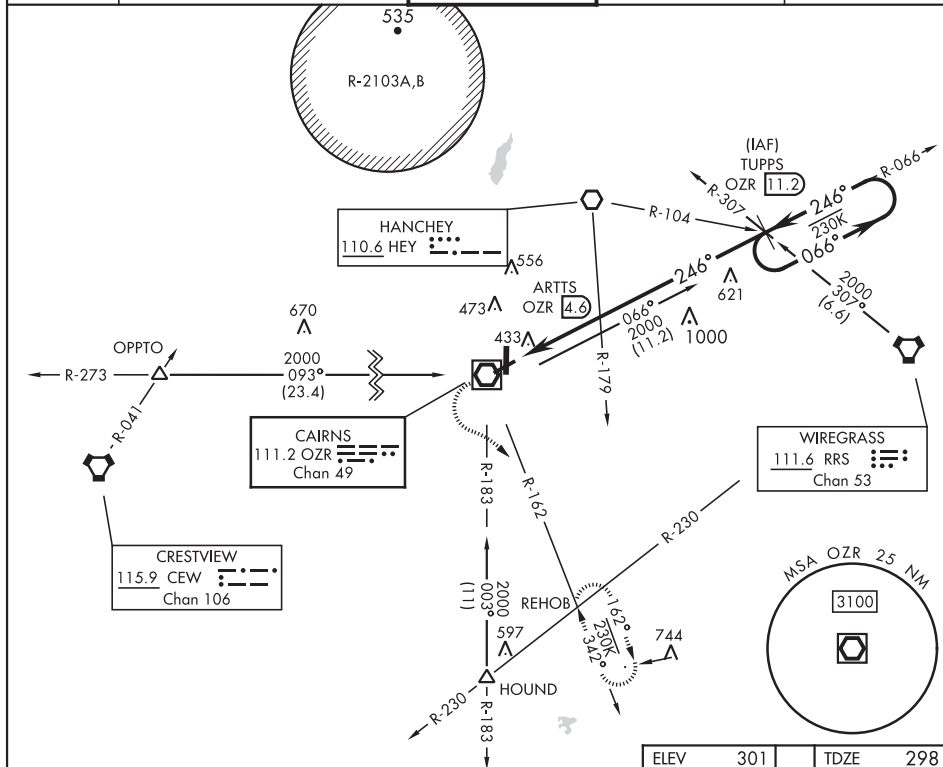 535
R-2103A,B
(IAF)
TUPPS
OZR 11.2
R-066
R-307
246°
230K
066°
R-104
HANCHEY
110.6 HEY
556
246°
2000
307°
(6.6)
ARTTS
OZR 4.6
473
621
066°
2000
(11.2)
1000
670
433
OPPTO
2000
093°
(23.4)
R-273
R-179
R-041
CAIRNS
111.2 OZR
Chan 49
WIREGRASS
111.6 RRS
Chan 53
R-183
R-162
R-230
CRESTVIEW
115.9 CEW
Chan 106
MSA OZR 25 NM
3100
2000
003°
(11)
REHOB
162°
230K
342°
597
744
HOUND
R-230
R-183
ELEV 301
TDZE 298